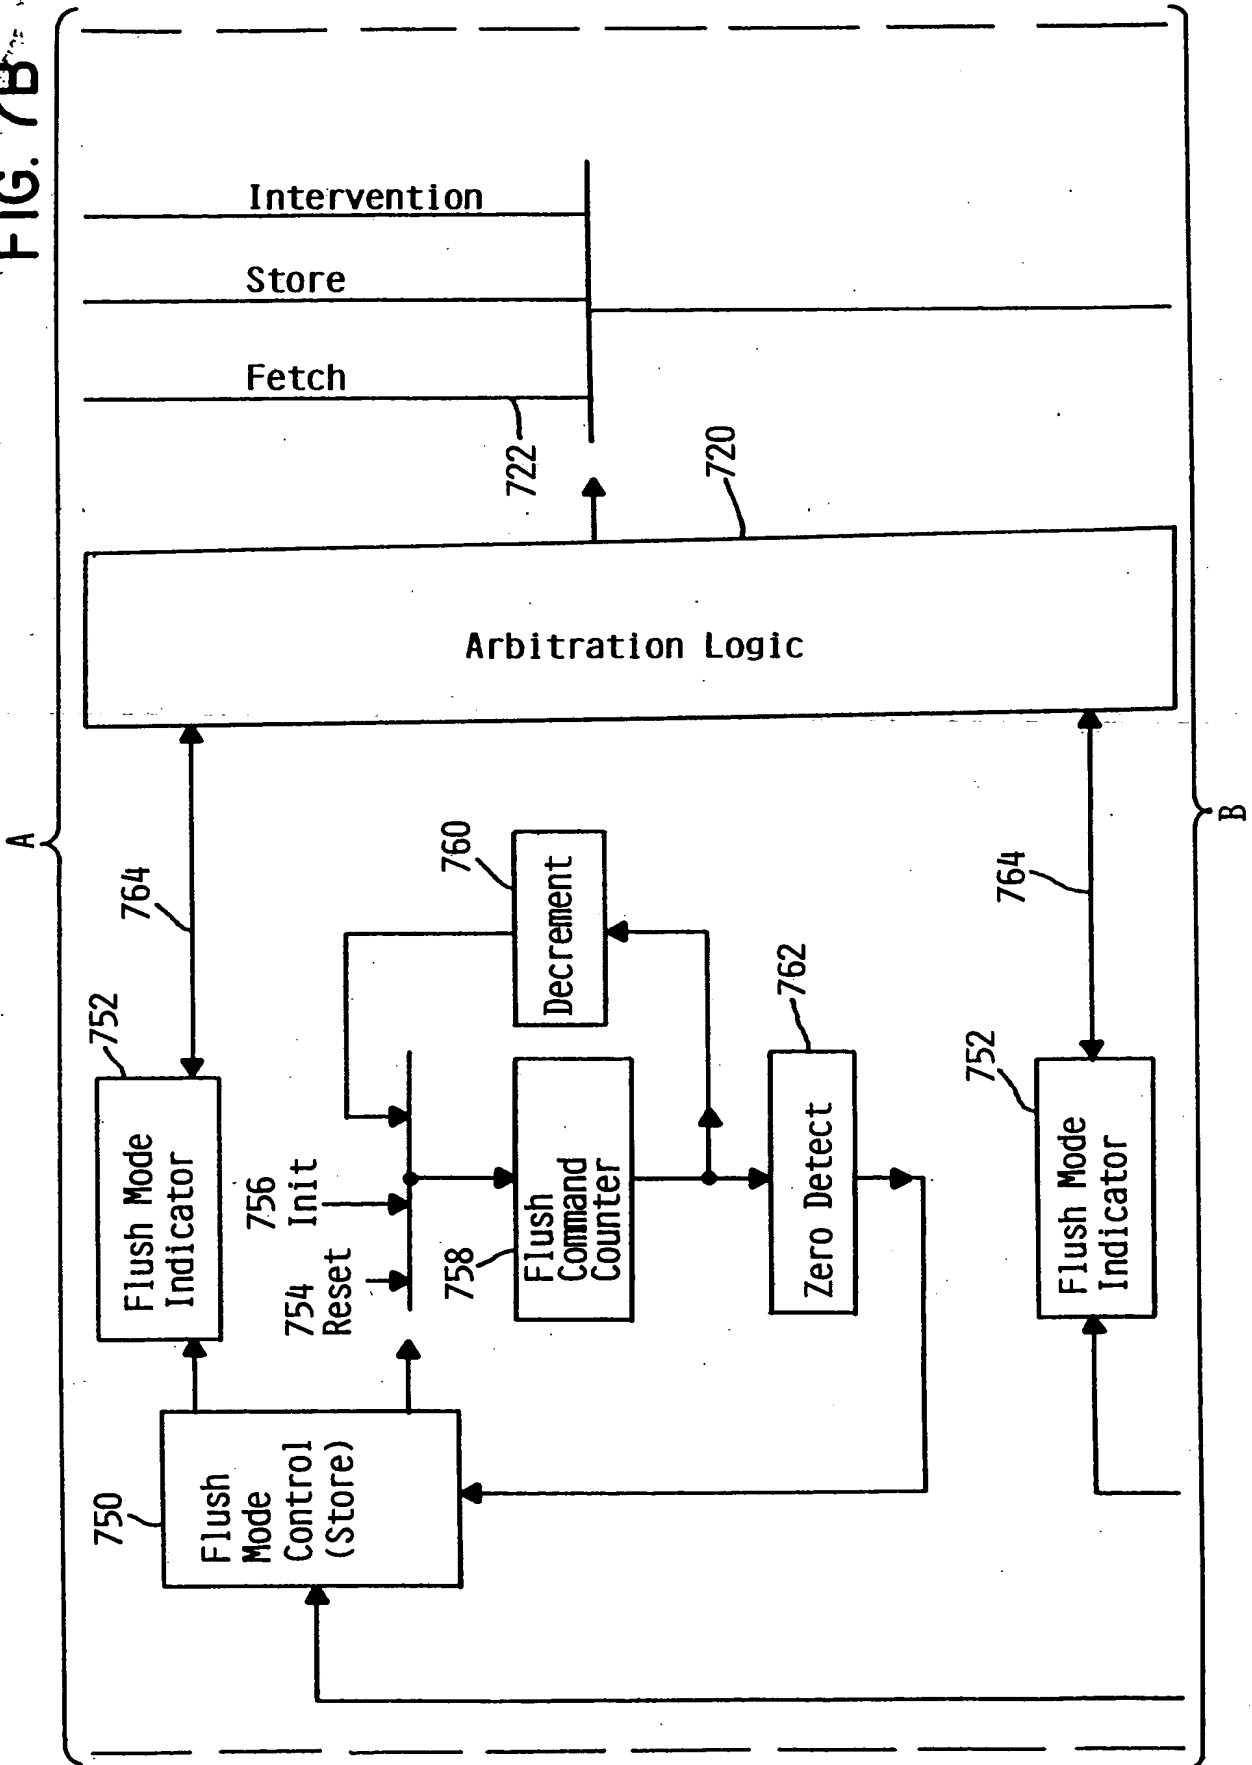 FIG. 7B
A
Intervention
Store
Fetch
722
720
Arbitration Logic
764
760
Decrement
752
Flush Mode
Indicator
756
Init
754
Reset
758
Flush
Command
Counter
762
Zero Detect
750
Flush
Mode
Control
(Store)
764
752
Flush Mode
Indicator
B